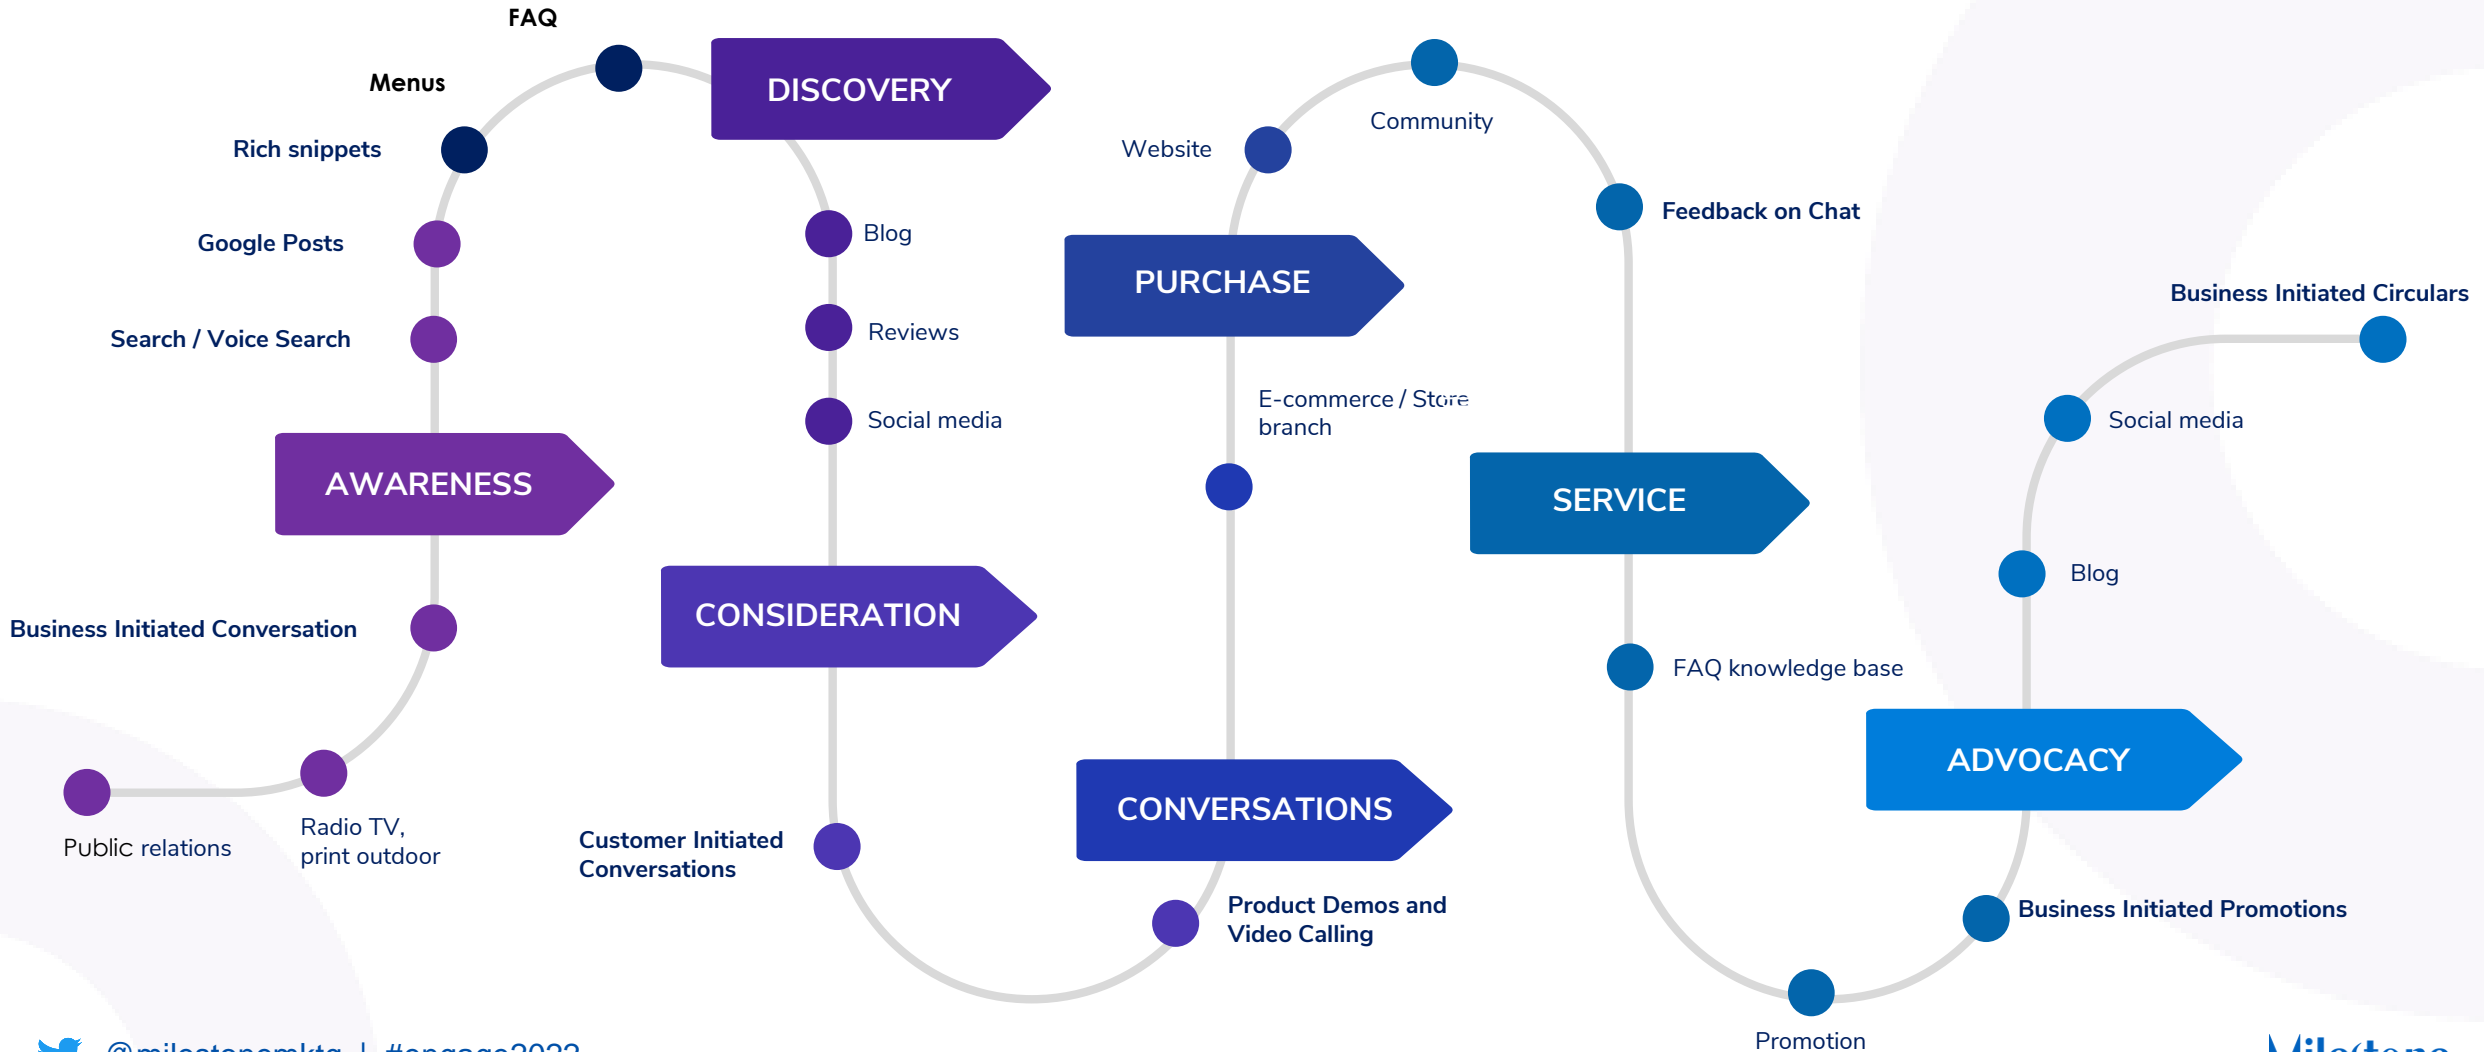 FAQ
Menus
Rich snippets
Google Posts
Search / Voice Search
AWARENESS
Business Initiated Conversation
Public relations
Radio TV,
print outdoor
DISCOVERY
Blog
Reviews
Social media
CONSIDERATION
Customer Initiated
Conversations
Product Demos and
Video Calling
CONVERSATIONS
E-commerce / Store
branch
PURCHASE
Website
Community
Feedback on Chat
SERVICE
FAQ knowledge base
Promotion
Business Initiated Promotions
ADVOCACY
Blog
Social media
Business Initiated Circulars
@milestonemktg | #engage2022
Milestone